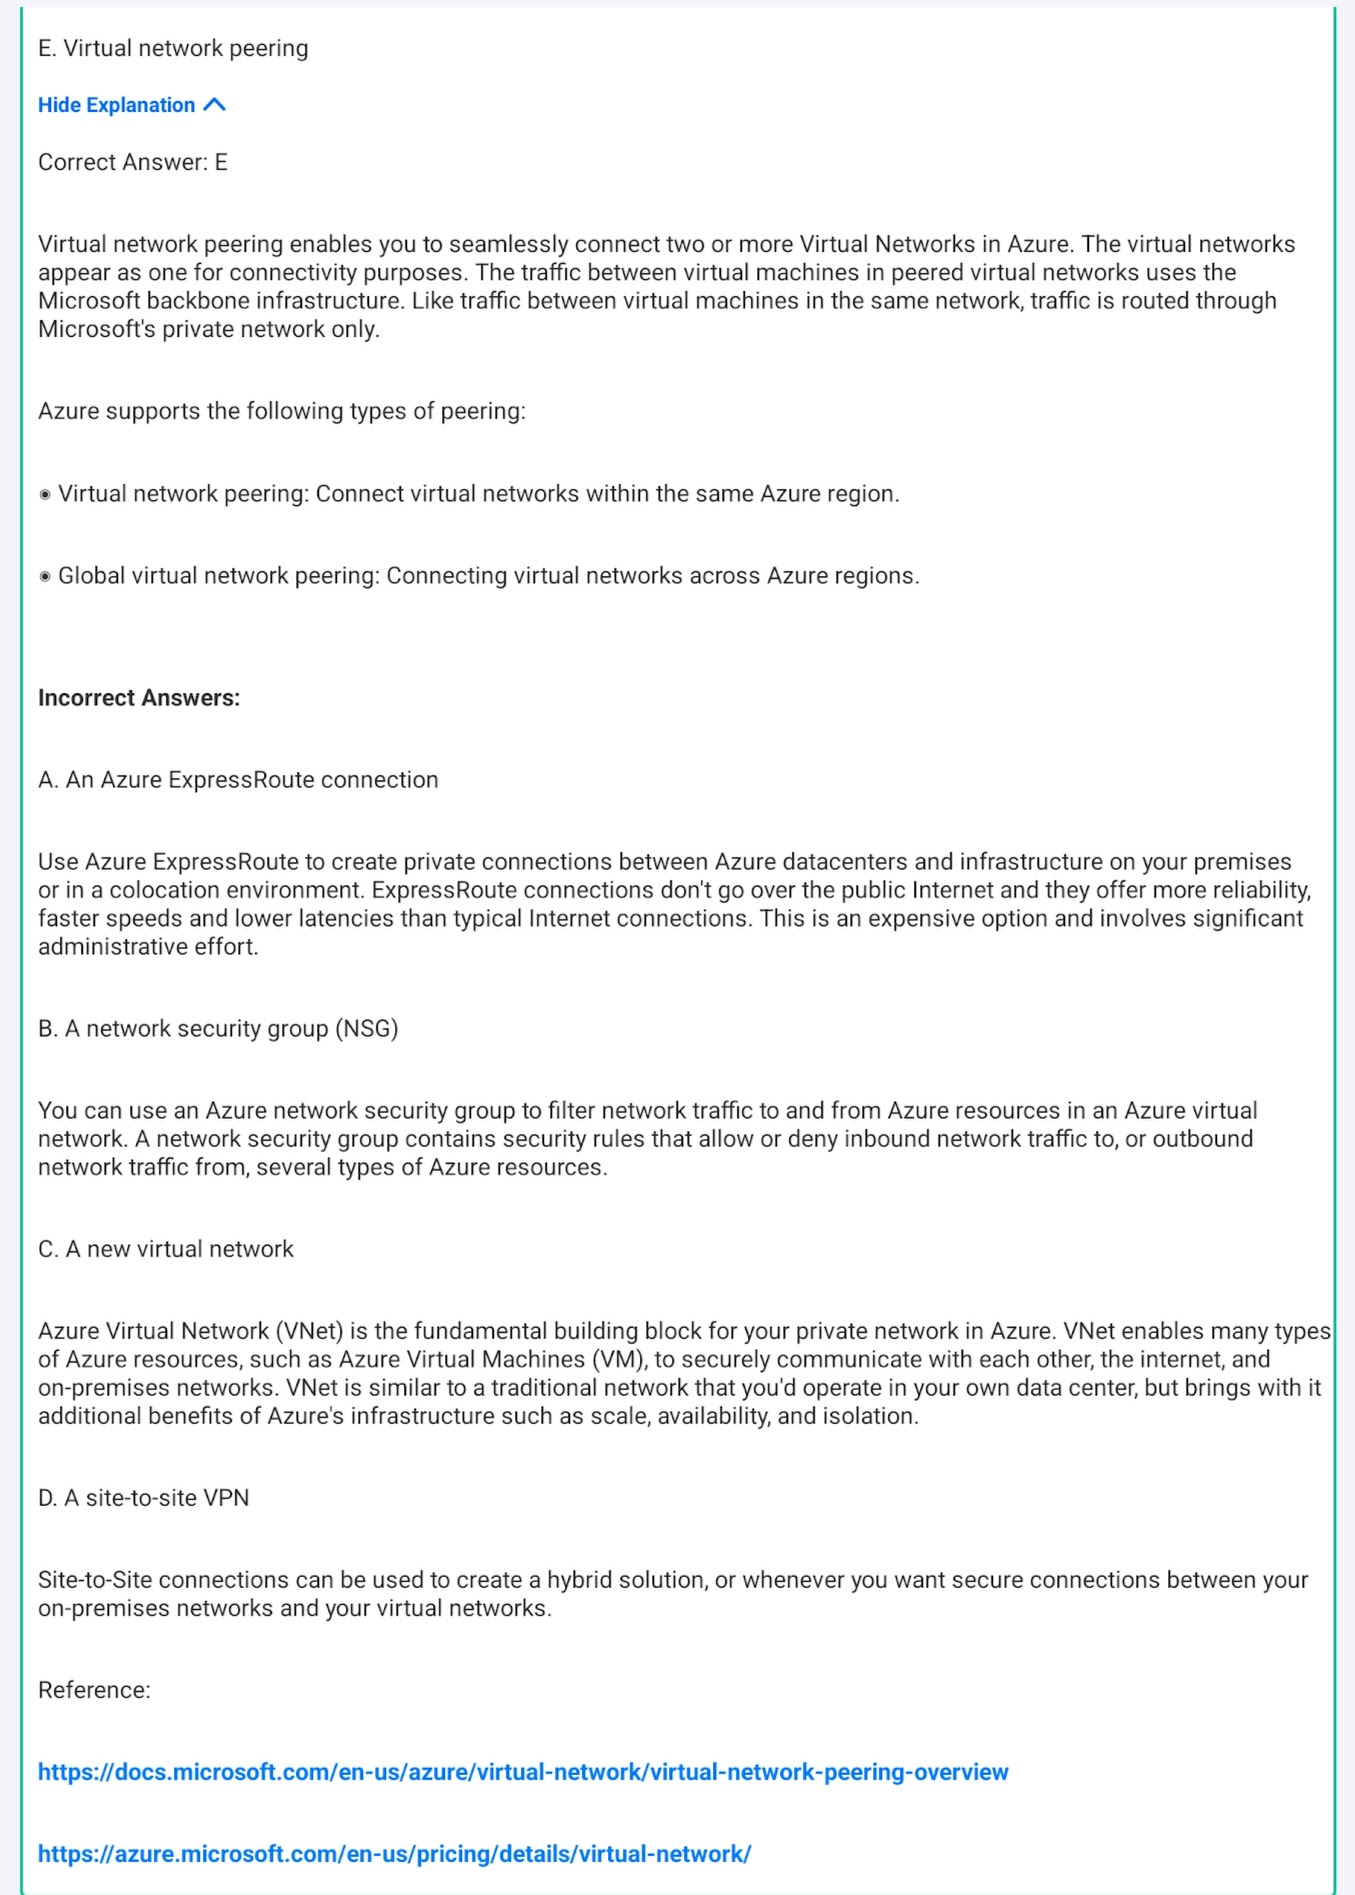 E. Virtual network peering
Hide Explanation
Correct Answer: E
Virtual network peering enables you to seamlessly connect two or more Virtual Networks in Azure. The virtual networks
appear as one for connectivity purposes. The traffic between virtual machines in peered virtual networks uses the
Microsoft backbone infrastructure. Like traffic between virtual machines in the same network, traffic is routed through
Microsoft's private network only.
Azure supports the following types of peering:
◉ Virtual network peering: Connect virtual networks within the same Azure region.
◉ Global virtual network peering: Connecting virtual networks across Azure regions.
Incorrect Answers:
A. An Azure ExpressRoute connection
Use Azure ExpressRoute to create private connections between Azure datacenters and infrastructure on your premises
or in a colocation environment. ExpressRoute connections don't go over the public Internet and they offer more reliability,
faster speeds and lower latencies than typical Internet connections. This is an expensive option and involves significant
administrative effort.
B. A network security group (NSG)
You can use an Azure network security group to filter network traffic to and from Azure resources in an Azure virtual
network. A network security group contains security rules that allow or deny inbound network traffic to, or outbound
network traffic from, several types of Azure resources.
C. A new virtual network
Azure Virtual Network (VNet) is the fundamental building block for your private network in Azure. VNet enables many types
of Azure resources, such as Azure Virtual Machines (VM), to securely communicate with each other, the internet, and
on-premises networks. VNet is similar to a traditional network that you'd operate in your own data center, but brings with it
additional benefits of Azure's infrastructure such as scale, availability, and isolation.
D. A site-to-site VPN
Site-to-Site connections can be used to create a hybrid solution, or whenever you want secure connections between your
on-premises networks and your virtual networks.
Reference:
https://docs.microsoft.com/en-us/azure/virtual-network/virtual-network-peering-overview
https://azure.microsoft.com/en-us/pricing/details/virtual-network/